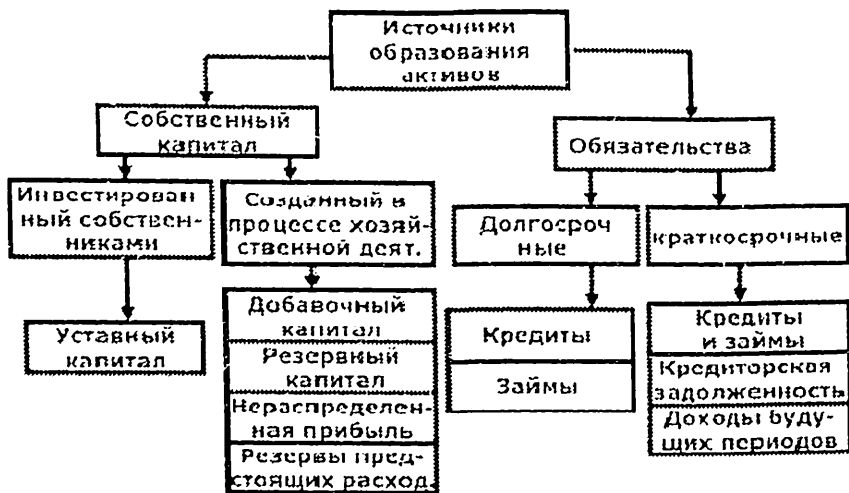 Источники
образования
активов
Собственный
капитал
Обязательства
Инвестирован
ный собствен-
никами
Созданный в
процессе хозяй-
ственной деят.
Долгосроч
ные
краткосрочные
Уставный
капитал
Добавочный
капитал
Резервный
капитал
Нераспределен-
ная прибыль
Резервы пред-
стоящих расход.
Кредиты
Займы
Кредиты
и займы
Кредиторская
задолженность
Доходы буду-
щих периодов